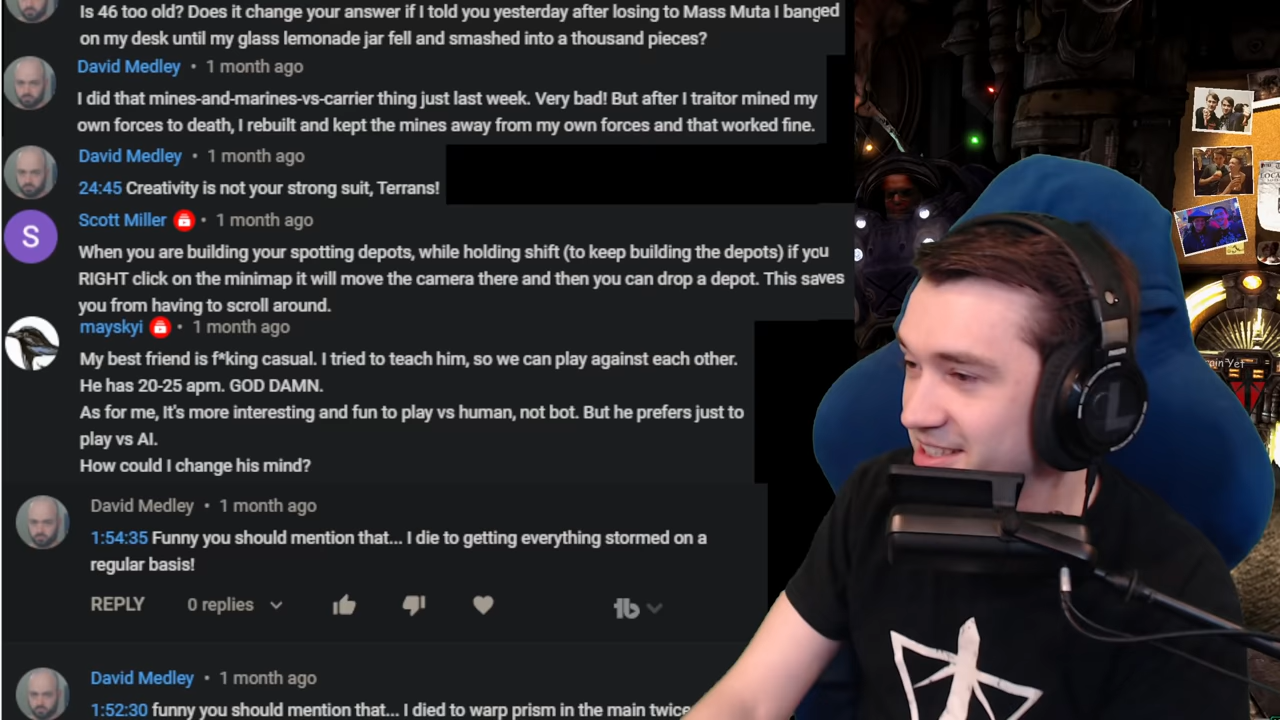 Is 46 too old? Does it change your answer if I told you yesterday after losing to Mass Muta I banged
on my desk until my glass lemonade jar fell and smashed into a thousand pieces?
David Medley • 1 month ago
I did that mines-and-marines-vs-carrier thing just last week. Very bad! But after I traitor mined my
own forces to death, I rebuilt and kept the mines away from my own forces and that worked fine.
David Medley • 1 month ago
24:45 Creativity is not your strong suit, Terrans!
S
Scott Miller • 1 month ago
When you are building your spotting depots, while holding shift (to keep building the depots) if you
RIGHT click on the minimap it will move the camera there and then you can drop a depot. This saves
you from having to scroll around.
mayskyi • 1 month ago
My best friend is f*king casual. I tried to teach him, so we can play against each other.
He has 20-25 apm. GOD DAMN.
As for me, It's more interesting and fun to play vs human, not bot. But he prefers just to
play vs AI.
How could I change his mind?
David Medley • 1 month ago
1:54:35 Funny you should mention that... I die to getting everything stormed on a
regular basis!
REPLY 0 replies
David Medley • 1 month ago
1:52:30 funny you should mention that... I died to warp prism in the main twice